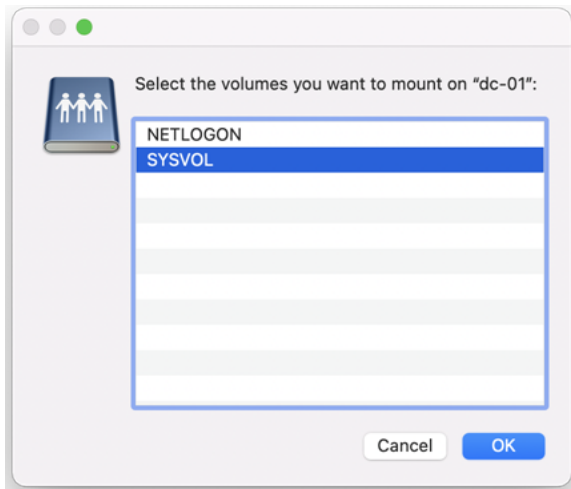 Select the volumes you want to mount on “dc-01”:
NETLOGON
SYSVOL
Cancel
OK